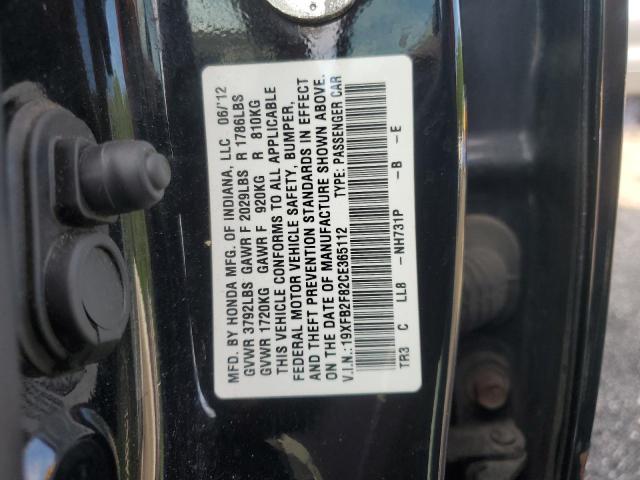 MFD. BY HONDA MFG. OF INDIANA, LLC 06/'12
GVWR 3792LBS GAWR F 2029LBS R 1786LBS
GVWR 1720KG GAWR F 920KG R 810KG
THIS VEHICLE CONFORMS TO ALL APPLICABLE
FEDERAL MOTOR VEHICLE SAFETY, BUMPER,
AND THEFT PREVENTION STANDARDS IN EFFECT
ON THE DATE OF MANUFACTURE SHOWN ABOVE.
V.I.N.:19XFB2F82CE365112 TYPE: PASSENGER CAR
TR3 C LL8 -NH731P -B -E